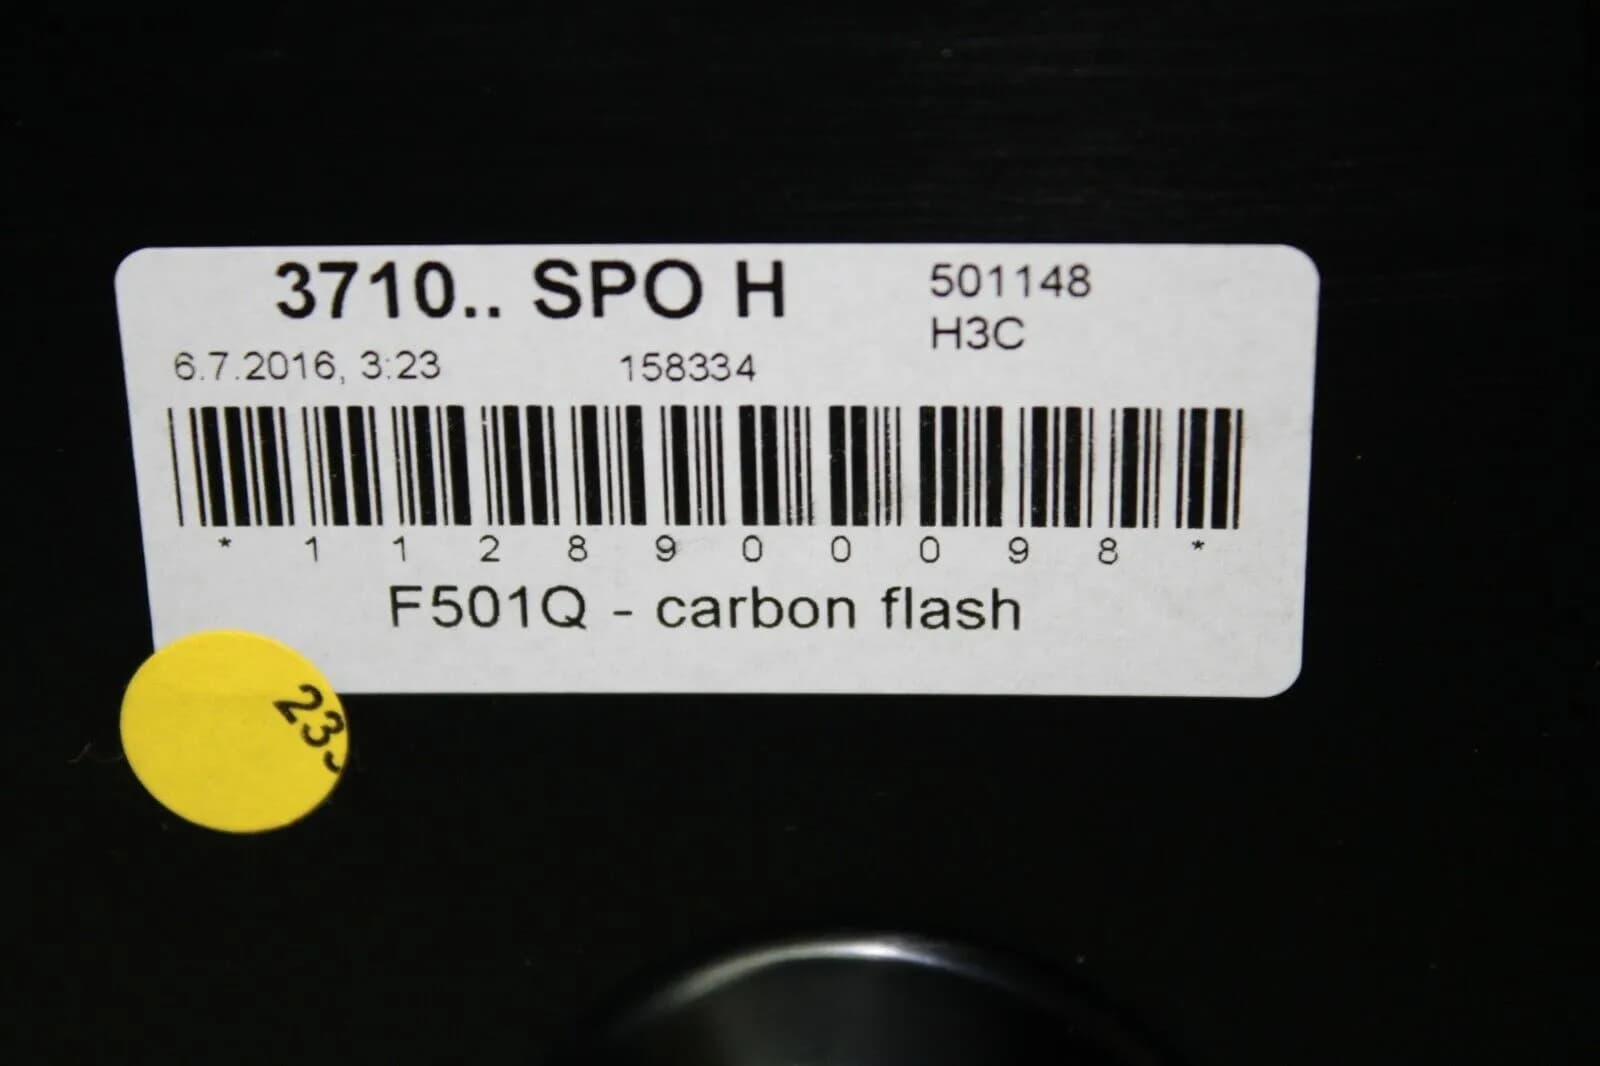 3710.. SPO H
501148
H3C
6.7.2016, 3:23
158334
* 1 1 2 8 9 0 0 0 9 8 *
F501Q - carbon flash